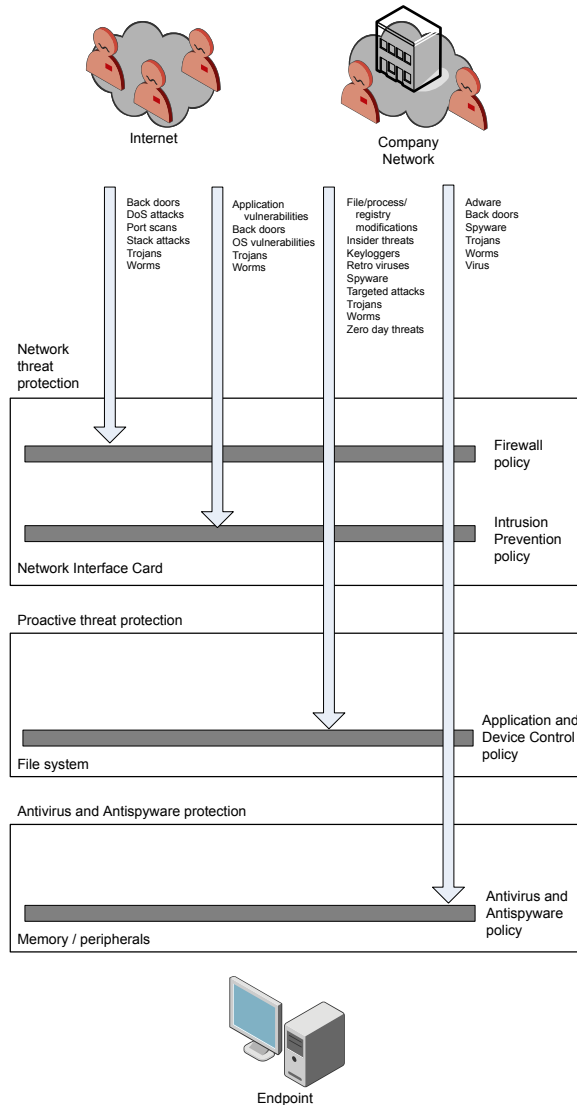 Internet
Company
Network
Back doors
DoS attacks
Port scans
Stack attacks
Trojans
Worms
Application
vulnerabilities
Back doors
OS vulnerabilities
Trojans
Worms
File/process/
registry
modifications
Insider threats
Keyloggers
Retro viruses
Spyware
Targeted attacks
Trojans
Worms
Zero day threats
Adware
Back doors
Spyware
Trojans
Worms
Virus
Network
threat
protection
Firewall
policy
Intrusion
Prevention
policy
Network Interface Card
Proactive threat protection
Application and
Device Control
policy
File system
Antivirus and Antispyware protection
Antivirus and
Antispyware
policy
Memory / peripherals
Endpoint